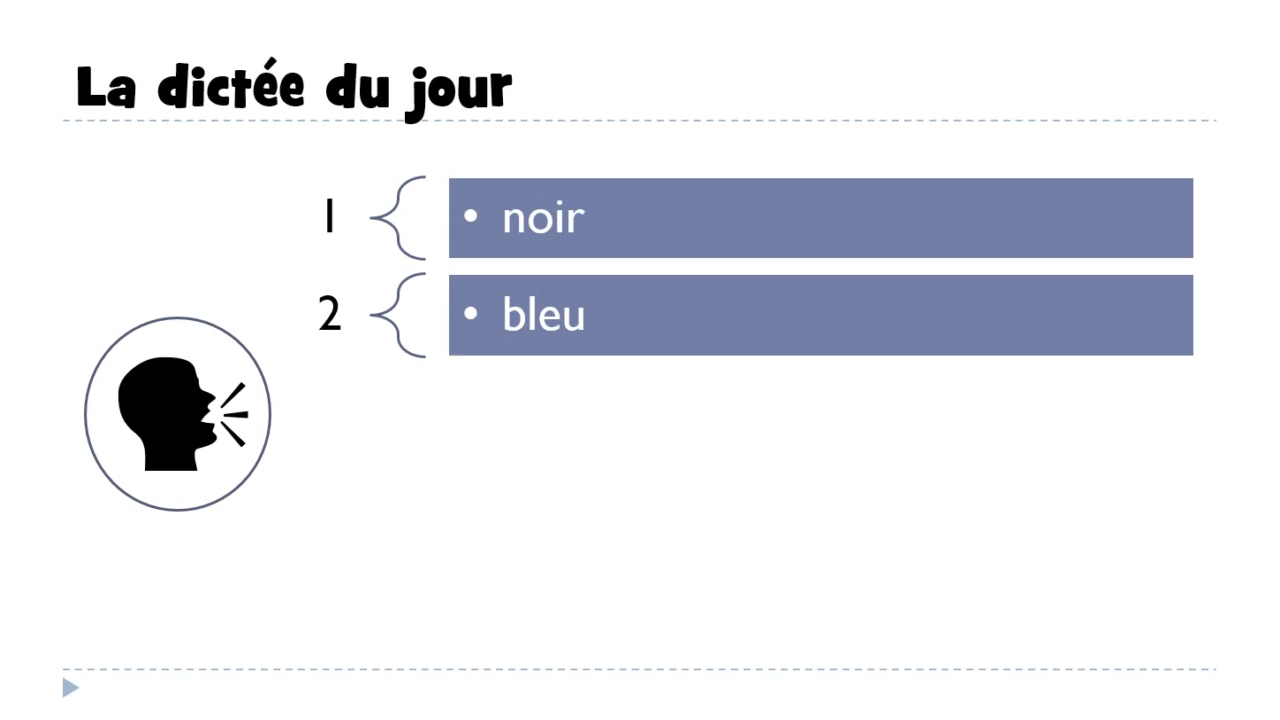 La dictée du jour
1
• noir
2
• bleu